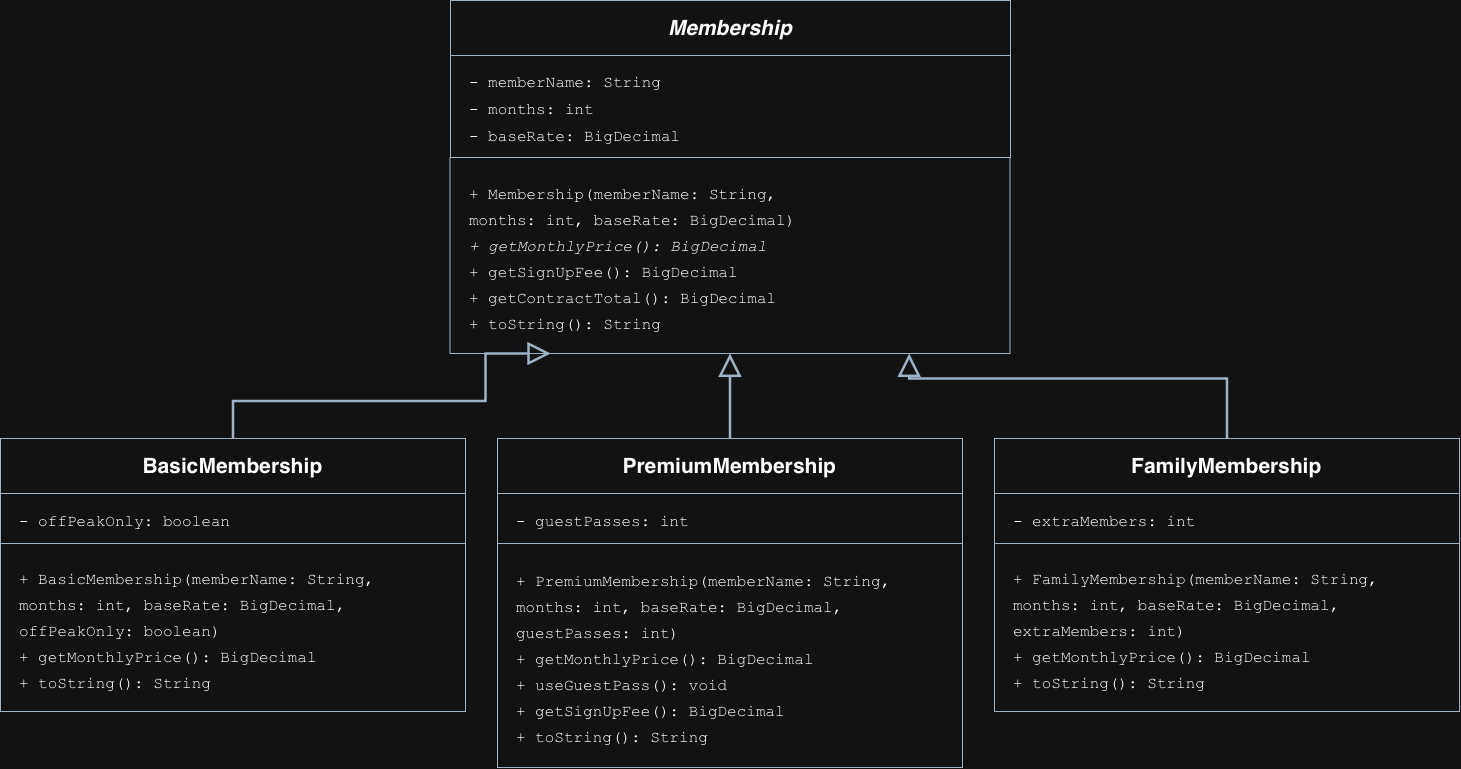 Membership
- memberName: String
- months: int
- baseRate: BigDecimal
+ Membership(memberName: String,
months: int, baseRate: BigDecimal)
+ getMonthlyPrice(): BigDecimal
+ getSignUpFee(): BigDecimal
+ getContractTotal(): BigDecimal
+ toString(): String
BasicMembership
- offPeakOnly: boolean
+ BasicMembership(memberName: String,
months: int, baseRate: BigDecimal,
offPeakOnly: boolean)
+ getMonthlyPrice(): BigDecimal
+ toString(): String
PremiumMembership
- guestPasses: int
+ PremiumMembership(memberName: String,
months: int, baseRate: BigDecimal,
guestPasses: int)
+ getMonthlyPrice(): BigDecimal
+ useGuestPass(): void
+ getSignUpFee(): BigDecimal
+ toString(): String
FamilyMembership
- extraMembers: int
+ FamilyMembership(memberName: String,
months: int, baseRate: BigDecimal,
extraMembers: int)
+ getMonthlyPrice(): BigDecimal
+ toString(): String